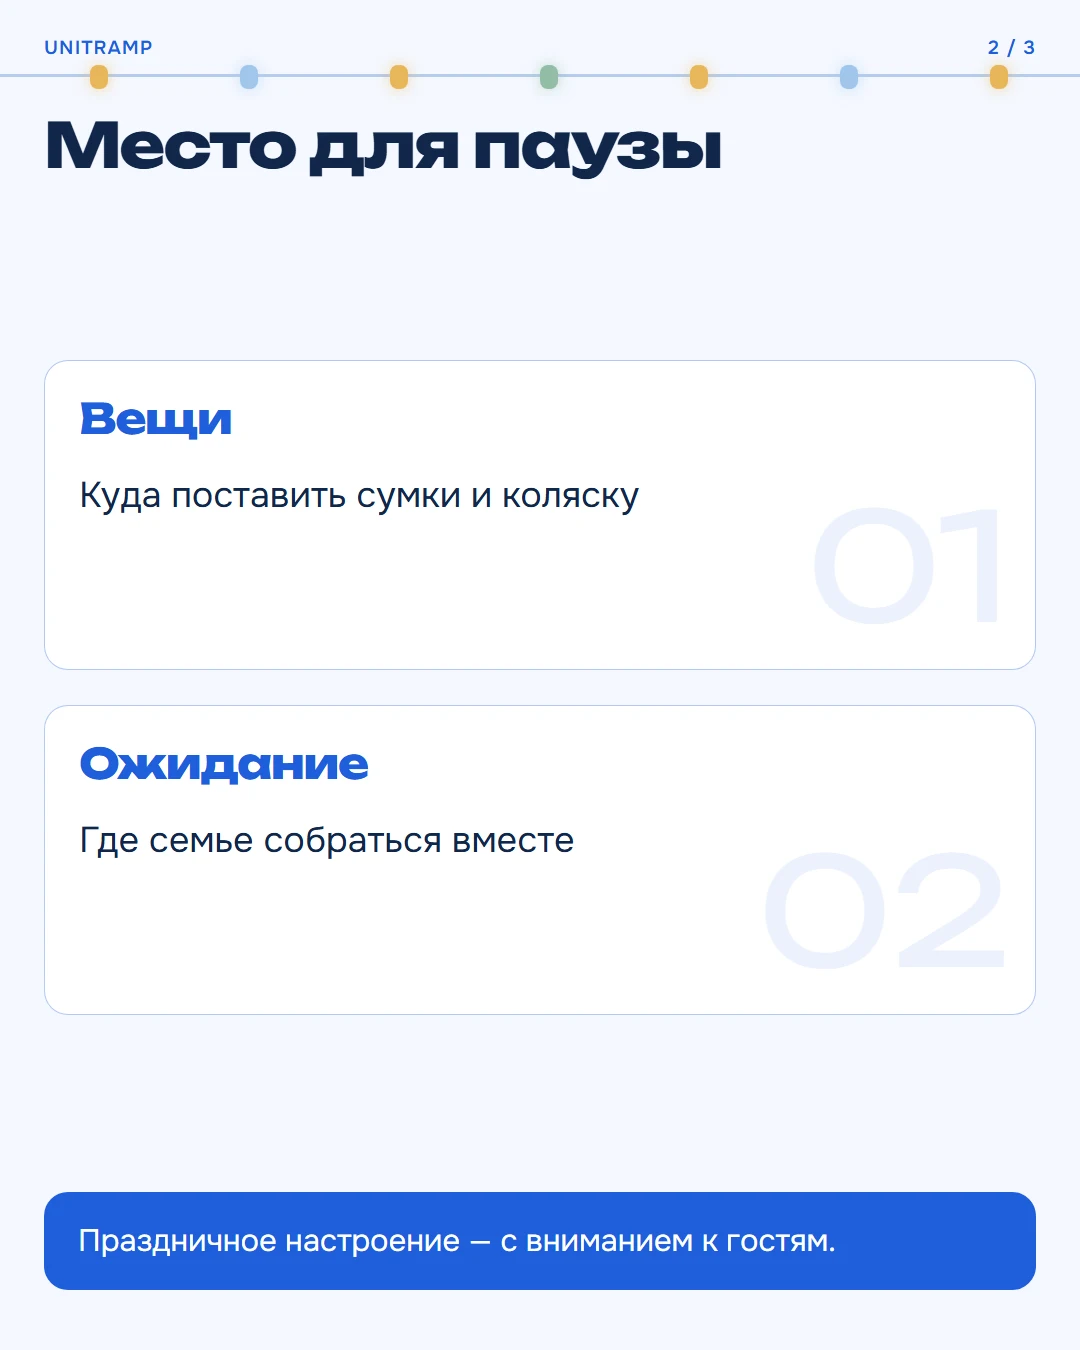 UNITRAMP
2 / 3
Место для паузы
Вещи
Куда поставить сумки и коляску
01
Ожидание
Где семье собраться вместе
02
Праздничное настроение — с вниманием к гостям.